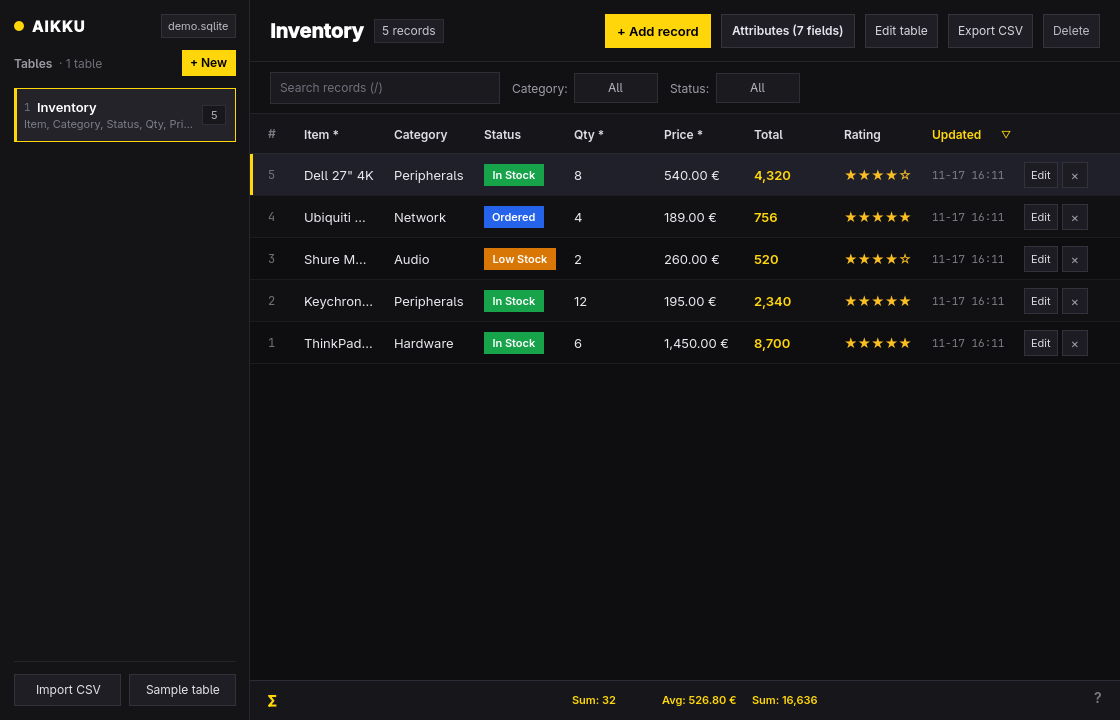 AIKKU demo.sqlite
Tables · 1 table + New
1 Inventory
Item, Category, Status, Qty, Pri... 5
Import CSV Sample table
Inventory 5 records + Add record Attributes (7 fields) Edit table Export CSV Delete
Search records (/) Category: All Status: All
# Item * Category Status Qty * Price * Total Rating Updated ▽
5 Dell 27" 4K Peripherals In Stock 8 540.00 € 4,320 ★★★★☆ 11-17 16:11 Edit ×
4 Ubiquiti ... Network Ordered 4 189.00 € 756 ★★★★★ 11-17 16:11 Edit ×
3 Shure M... Audio Low Stock 2 260.00 € 520 ★★★★☆ 11-17 16:11 Edit ×
2 Keychron... Peripherals In Stock 12 195.00 € 2,340 ★★★★★ 11-17 16:11 Edit ×
1 ThinkPad... Hardware In Stock 6 1,450.00 € 8,700 ★★★★★ 11-17 16:11 Edit ×
Σ Sum: 32 Avg: 526.80 € Sum: 16,636 ?